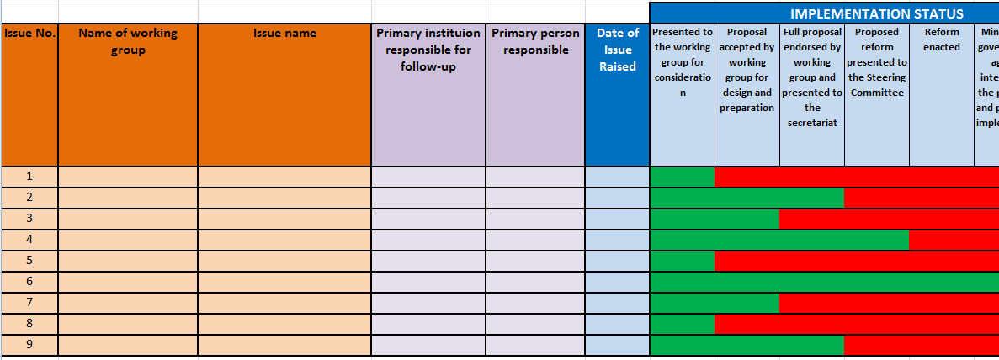 IMPLEMENTATION STATUS
Issue No.
Name of working
group
Issue name
Primary instituion
responsible for
follow-up
Primary person
responsible
Date of
Issue
Raised
Presented to
the working
group for
consideratio
n
Proposal
accepted by
working
group for
design and
preparation
Full proposal
endorsed by
working
group and
presented to
the
secretariat
Proposed
reform
presented to
the Steering
Committee
Reform
enacted
the
and
1
2
3
4
5
6
7
8
9